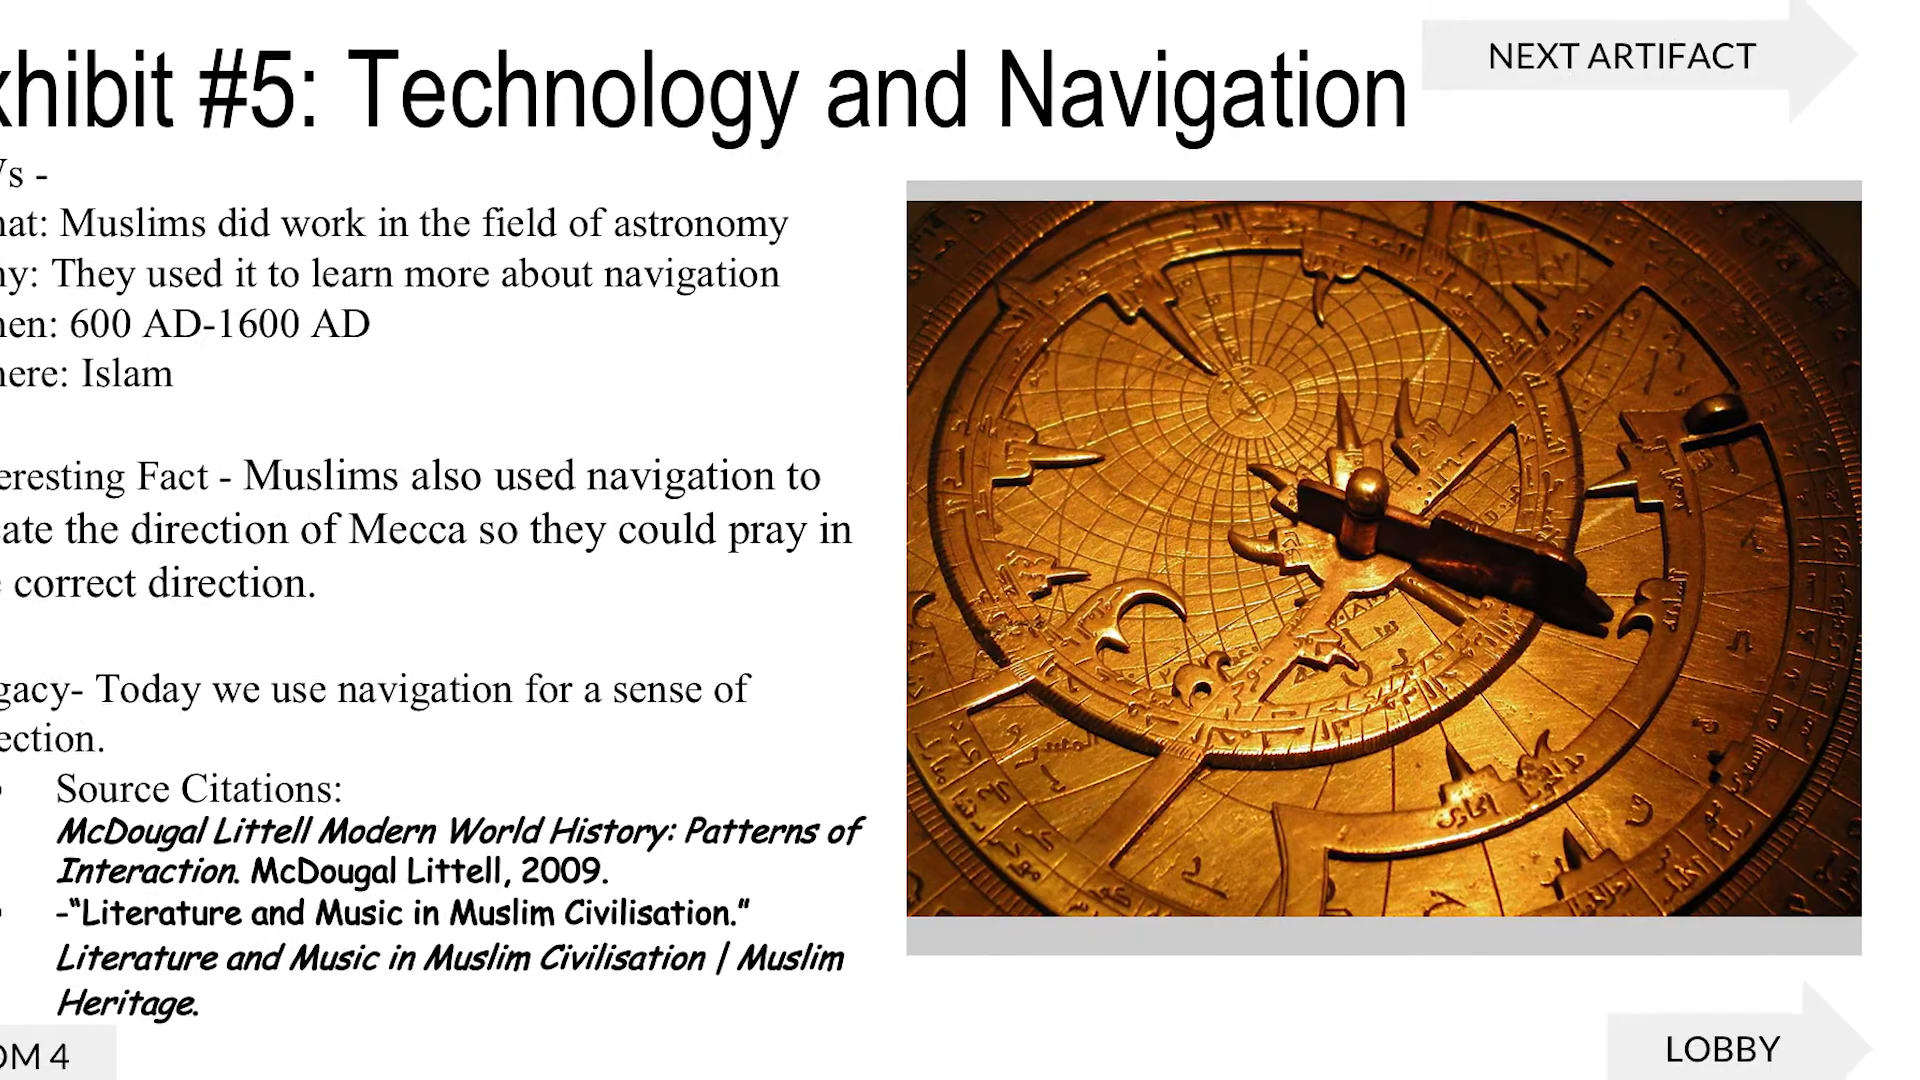 xhibit #5: Technology and Navigation
NEXT ARTIFACT
Ws -
hat: Muslims did work in the field of astronomy
hy: They used it to learn more about navigation
hen: 600 AD-1600 AD
here: Islam
eresting Fact - Muslims also used navigation to
cate the direction of Mecca so they could pray in
e correct direction.
gacy- Today we use navigation for a sense of
ection.
Source Citations:
McDougal Littell Modern World History: Patterns of
Interaction. McDougal Littell, 2009.
-“Literature and Music in Muslim Civilisation.”
Literature and Music in Muslim Civilisation | Muslim
Heritage.
OM 4
LOBBY